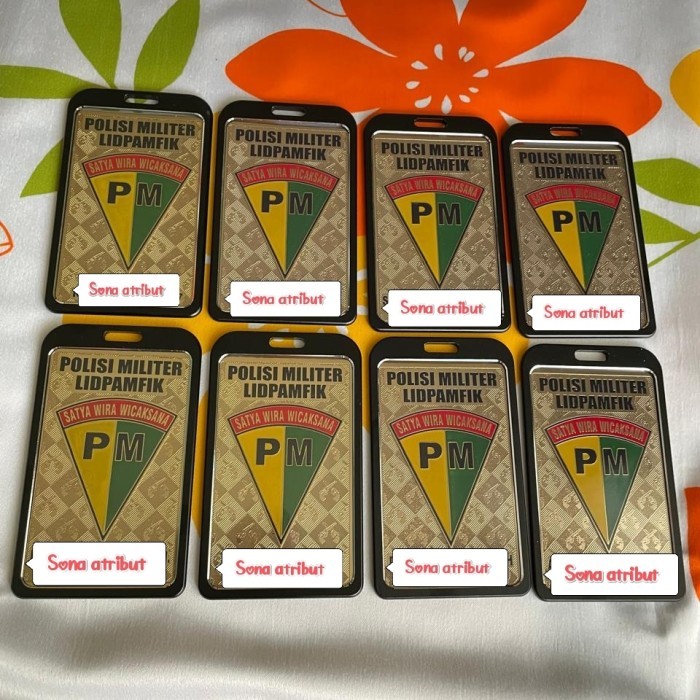 POLISI MILITER
LIDPAMFIK
SATYA WIRA WICAKSANA
PM
Sona atribut
POLISI MILITER
LIDPAMFIK
SATYA WIRA WICAKSANA
PM
Sona atribut
POLISI MILITER
LIDPAMFIK
SATYA WIRA WICAKSANA
PM
Sona atribut
POLISI MILITER
LIDPAMFIK
SATYA WIRA WICAKSANA
PM
Sona atribut
POLISI MILITER
LIDPAMFIK
SATYA WIRA WICAKSANA
PM
Sona atribut
POLISI MILITER
LIDPAMFIK
SATYA WIRA WICAKSANA
PM
Sona atribut
POLISI MILITER
LIDPAMFIK
SATYA WIRA WICAKSANA
PM
Sona atribut
POLISI MILITER
LIDPAMFIK
SATYA WIRA WICAKSANA
PM
Sona atribut